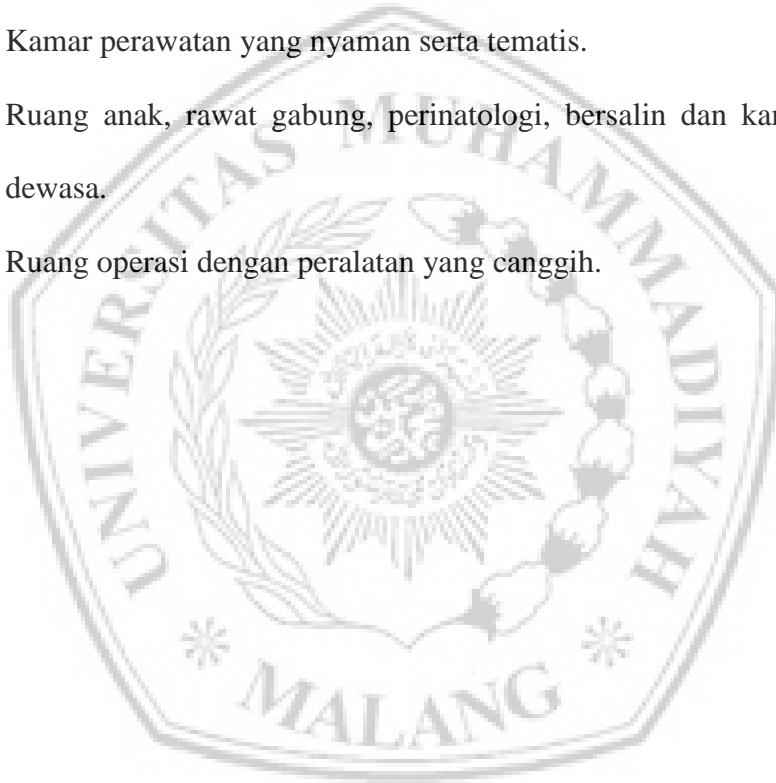 Kamar perawatan yang nyaman serta tematis.
Ruang anak, rawat gabung, perinatologi, bersalin dan
dewasa.
Ruang operasi dengan peralatan yang canggih.
UNIVERSITAS MUHAMMADIYAH
MALANG